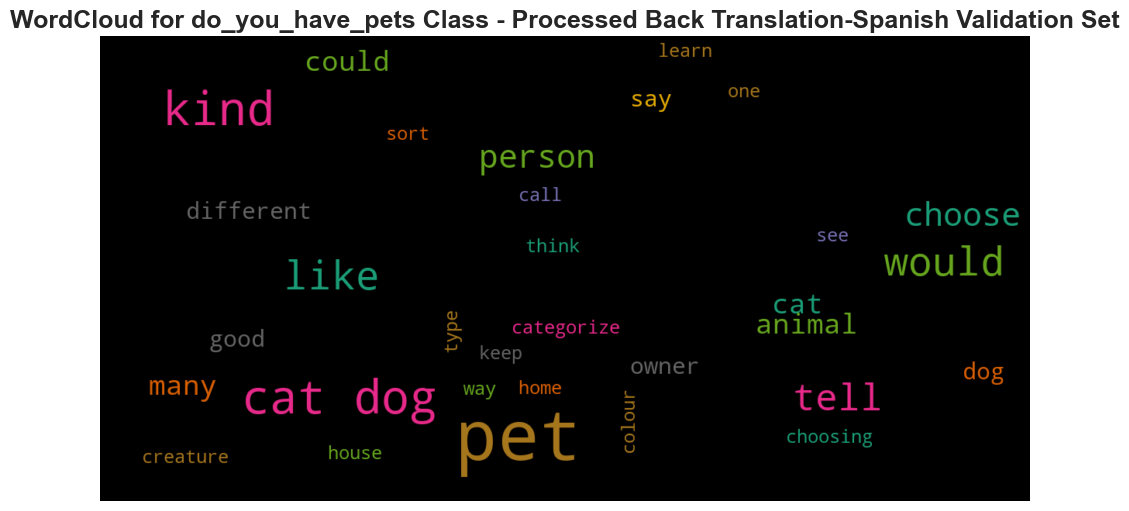 WordCloud for do_you_have_pets Class - Processed Back Translation-Spanish Validation Set
could
learn
kind
say
one
sort
person
call
different
choose
see
think
would
like
cat
animal
type
categorize
good
keep
owner
dog
many
cat dog
way
home
tell
colour
pet
choosing
creature
house